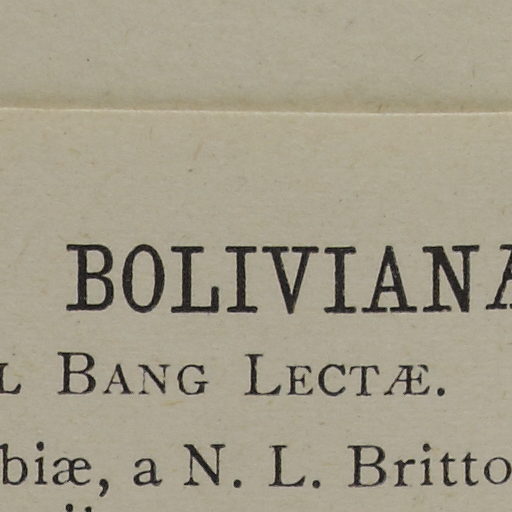 BOLIVIANA
L BANG LECTÆ.
biæ, a N. L. Britto